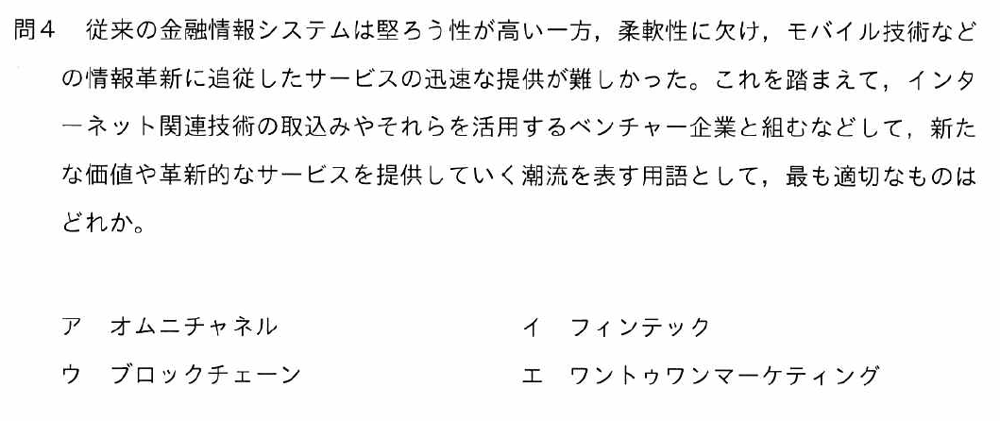 問4 従来の金融情報システムは堅ろう性が高い一方，柔軟性に欠け，モバイル技術など
の情報革新に追従したサービスの迅速な提供が難しかった。これを踏まえて，インタ
ーネット関連技術の取込みやそれらを活用するベンチャー企業と組むなどして，新た
な価値や革新的なサービスを提供していく潮流を表す用語として，最も適切なものは
どれか。
ア オムニチャネル イ フィンテック
ウ ブロックチェーン エ ワントゥワンマーケティング